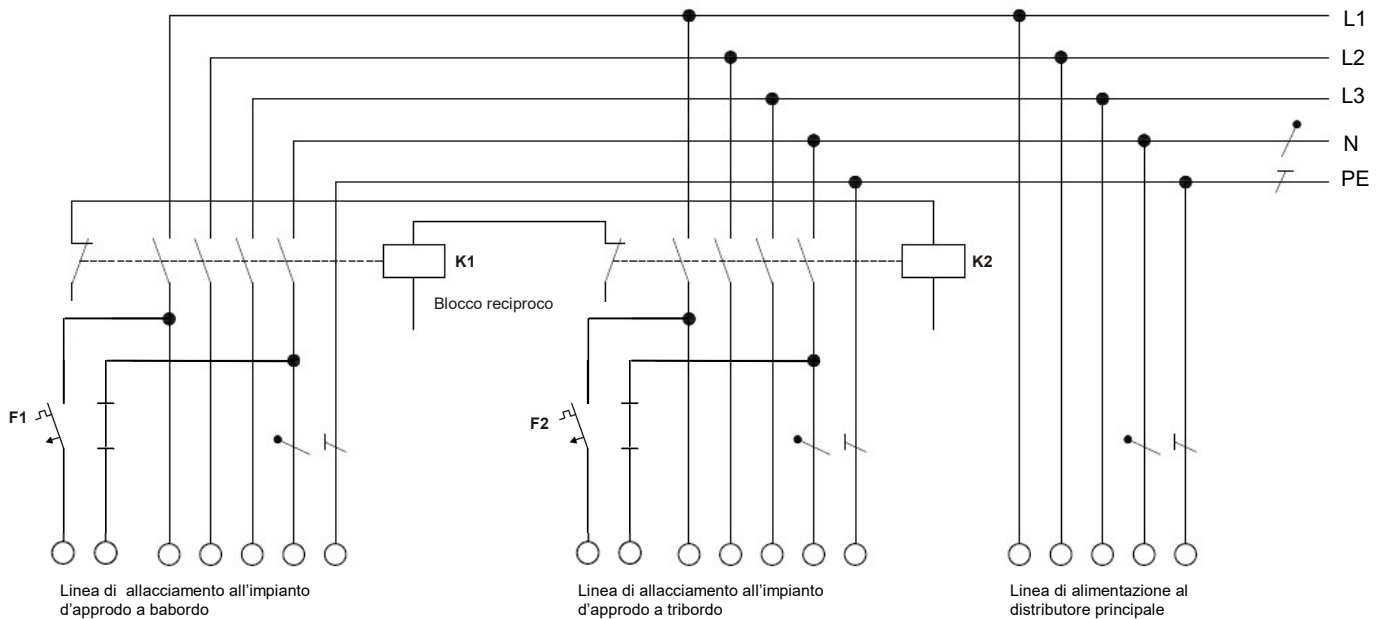 L1
L2
L3
N
PE
K1
K2
Blocco reciproco
F1
F2
Linea di allacciamento all'impianto
d'approdo a babordo
Linea di allacciamento all'impianto
d'approdo a tribordo
Linea di alimentazione al
distributore principale